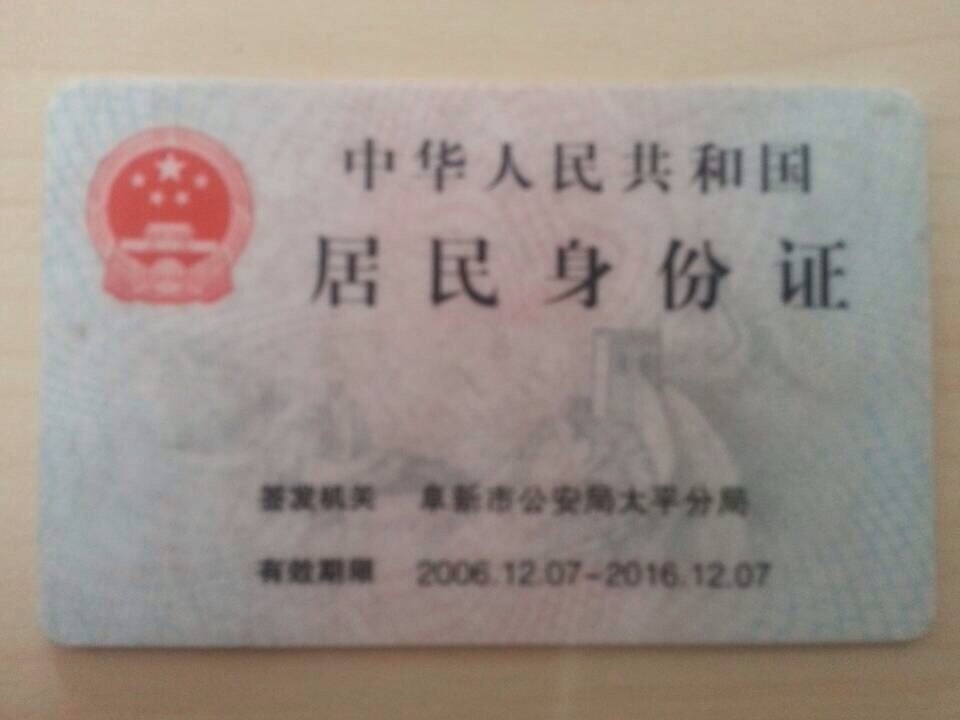 中华人民共和国
居民身份证
签发机关 阜新市公安局太平分局
有效期限 2006.12.07-2016.12.07